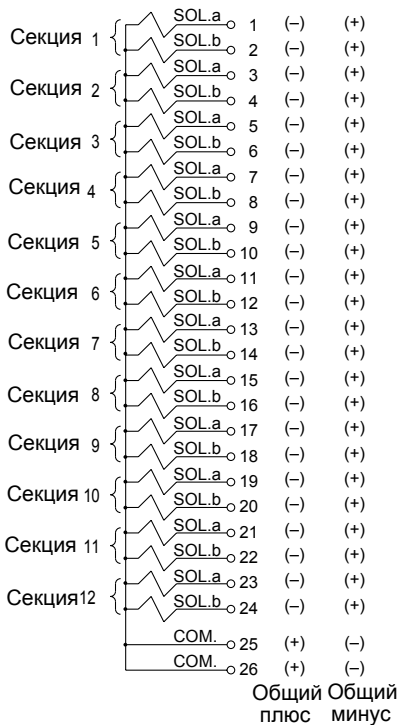 SOL.a 1 (–) (+)
Секция 1
SOL.b 2 (–) (+)
SOL.a 3 (–) (+)
Секция 2
SOL.b 4 (–) (+)
SOL.a 5 (–) (+)
Секция 3
SOL.b 6 (–) (+)
SOL.a 7 (–) (+)
Секция 4
SOL.b 8 (–) (+)
SOL.a 9 (–) (+)
Секция 5
SOL.b 10 (–) (+)
SOL.a 11 (–) (+)
Секция 6
SOL.b 12 (–) (+)
SOL.a 13 (–) (+)
Секция 7
SOL.b 14 (–) (+)
SOL.a 15 (–) (+)
Секция 8
SOL.b 16 (–) (+)
SOL.a 17 (–) (+)
Секция 9
SOL.b 18 (–) (+)
SOL.a 19 (–) (+)
Секция 10
SOL.b 20 (–) (+)
SOL.a 21 (–) (+)
Секция 11
SOL.b 22 (–) (+)
SOL.a 23 (–) (+)
Секция12
SOL.b 24 (–) (+)
COM. 25 (+) (–)
COM. 26 (+) (–)
Общий Общий
плюс минус